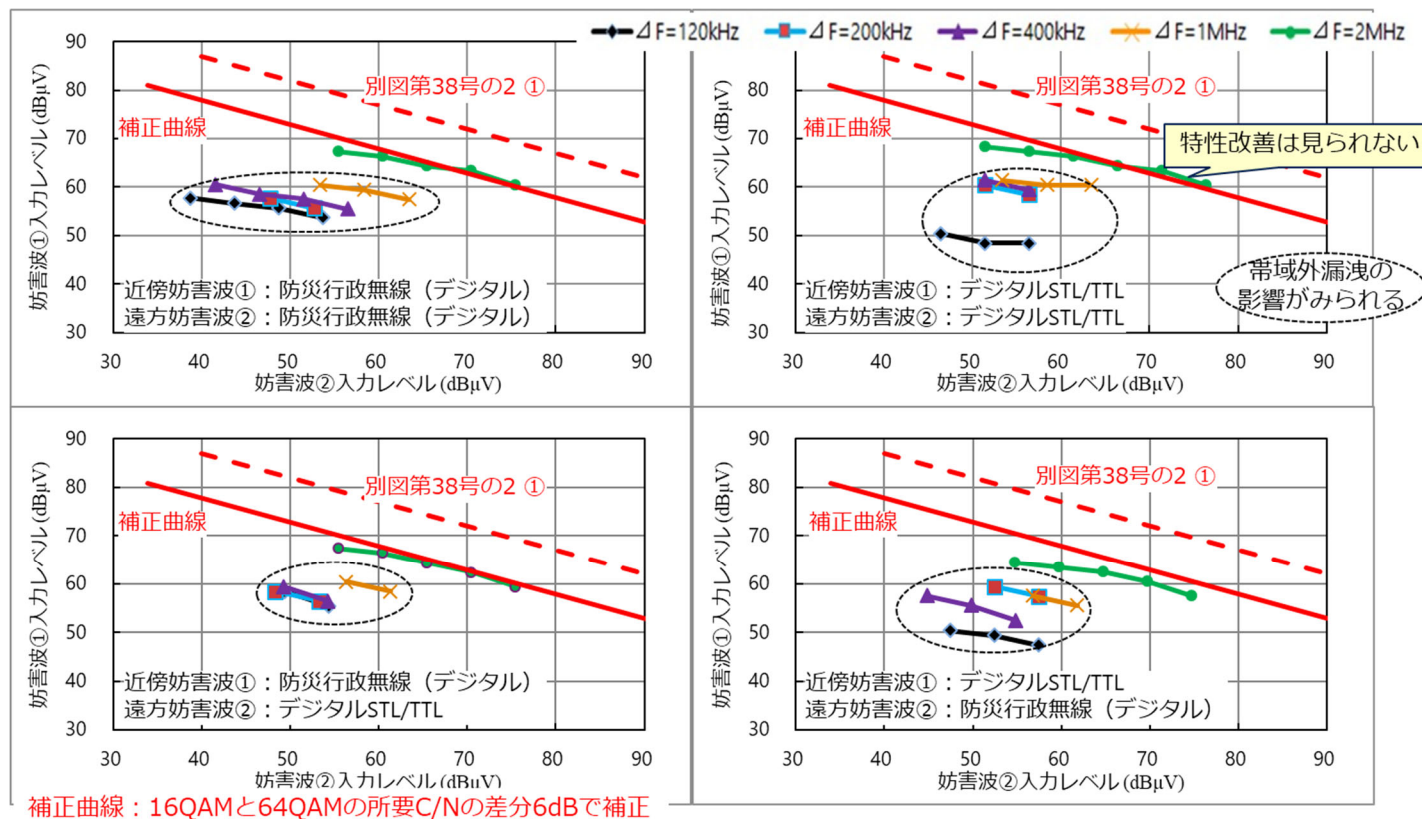 ⊿F=120kHz ⊿F=200kHz ⊿F=400kHz ⊿F=1MHz ⊿F=2MHz
妨害波①入力レベル(dBμV)
90
80
70
60
50
40
30
別図第38号の2 ①
補正曲線
近傍妨害波①：防災行政無線（デジタル）
遠方妨害波②：防災行政無線（デジタル）
30 40 50 60 70 80 90
妨害波②入力レベル(dBμV)
妨害波①入力レベル(dBμV)
90
80
70
60
50
40
30
別図第38号の2 ①
補正曲線
特性改善は見られない
帯域外漏洩の
影響がみられる
近傍妨害波①：デジタルSTL/TTL
遠方妨害波②：デジタルSTL/TTL
30 40 50 60 70 80 90
妨害波②入力レベル(dBμV)
妨害波①入力レベル(dBμV)
90
80
70
60
50
40
30
別図第38号の2 ①
補正曲線
近傍妨害波①：防災行政無線（デジタル）
遠方妨害波②：デジタルSTL/TTL
30 40 50 60 70 80 90
妨害波②入力レベル(dBμV)
妨害波①入力レベル(dBμV)
90
80
70
60
50
40
30
別図第38号の2 ①
補正曲線
近傍妨害波①：デジタルSTL/TTL
遠方妨害波②：防災行政無線（デジタル）
30 40 50 60 70 80 90
妨害波②入力レベル(dBμV)
補正曲線：16QAMと64QAMの所要C/Nの差分6dBで補正